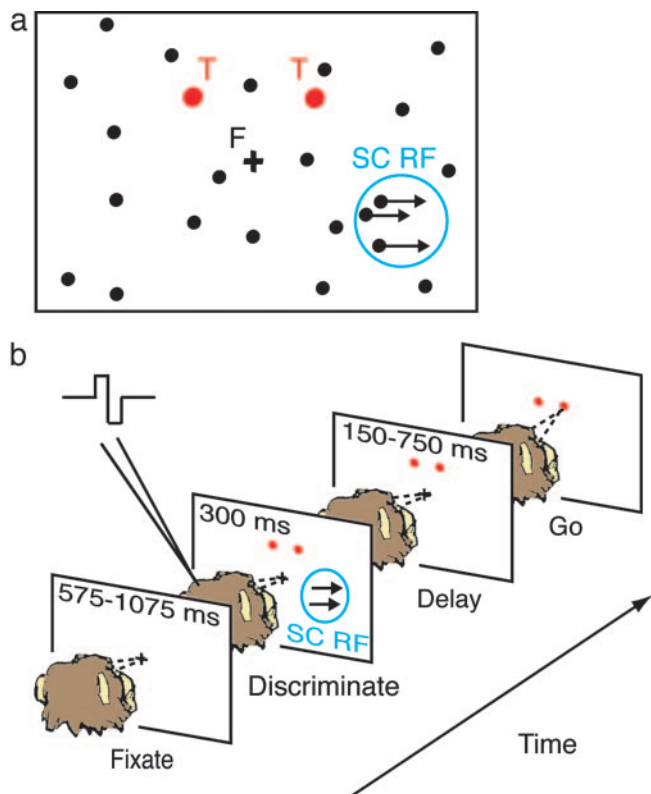 a
T T
F
SC RF
b
150-750 ms
Go
300 ms
Delay
575-1075 ms
SC RF
Discriminate
Fixate
Time